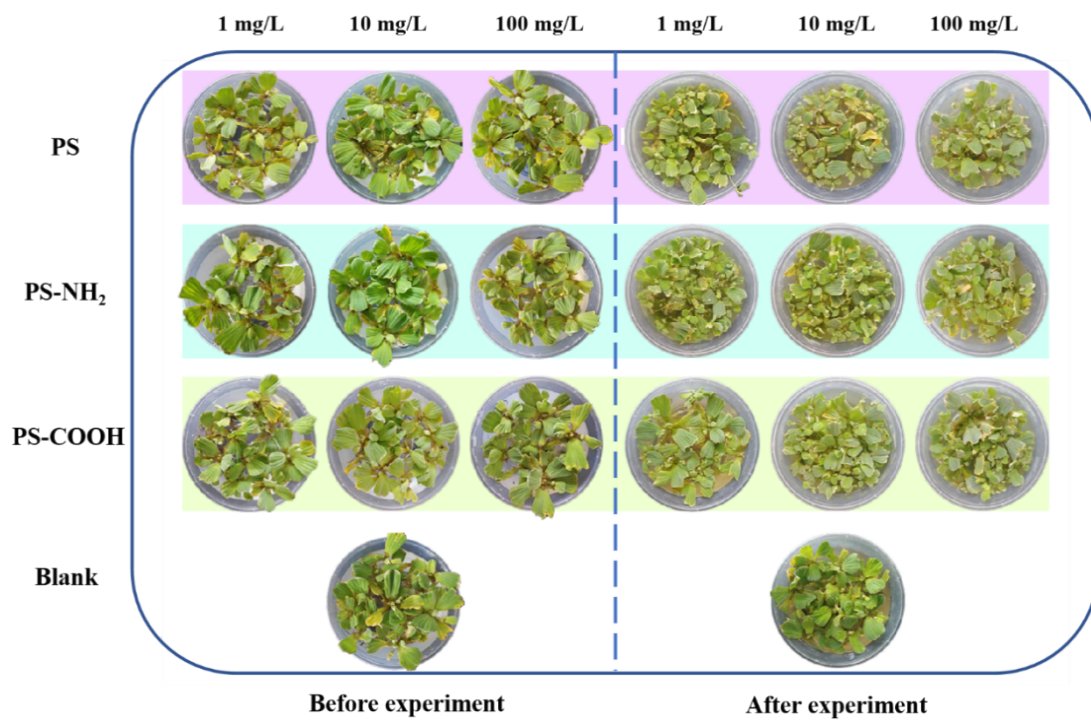 1 mg/L 10 mg/L 100 mg/L 1 mg/L 10 mg/L 100 mg/L
PS
PS-NH₂
PS-COOH
Blank
Before experiment After experiment